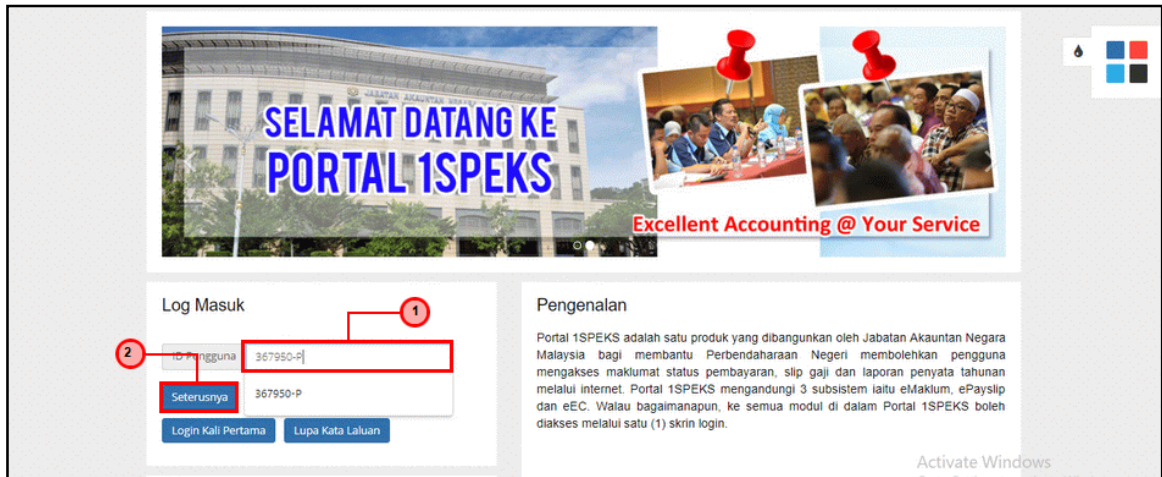 JABATAN AKAUNTAN NEGARA
SELAMAT DATANG KE
PORTAL 1SPEKS
Excellent Accounting @ Your Service
Log Masuk
1
2
ID Pengguna
367950-P
Seterusnya
367950-P
Login Kali Pertama
Lupa Kata Laluan
Pengenalan
Portal 1SPEKS adalah satu produk yang dibangunkan oleh Jabatan Akauntan Negara
Malaysia bagi membantu Perbendaharaan Negeri membolehkan pengguna
mengakses maklumat status pembayaran, slip gaji dan laporan penyata tahunan
melalui internet. Portal 1SPEKS mengandungi 3 subsistem iaitu eMaklum, ePayslip
dan eEC. Walau bagaimanapun, ke semua modul di dalam Portal 1SPEKS boleh
diakses melalui satu (1) skrin login.
Activate Windows